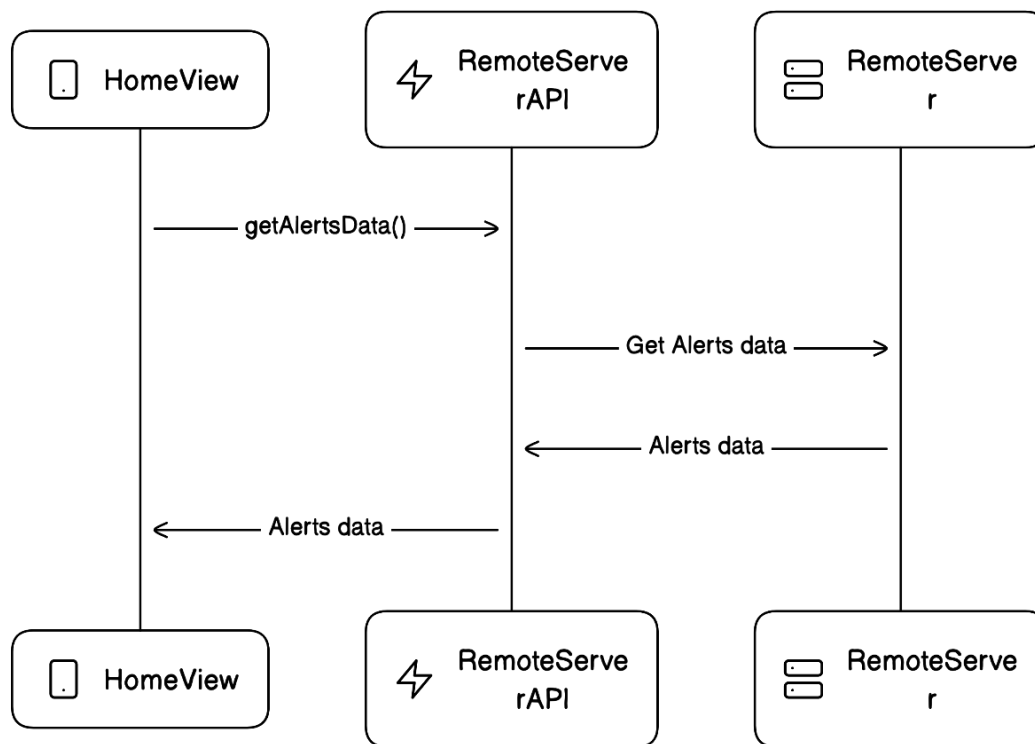 HomeView
RemoteServe
rAPI
RemoteServe
r
getAlertsData()
Get Alerts data
Alerts data
Alerts data
HomeView
RemoteServe
rAPI
RemoteServe
r